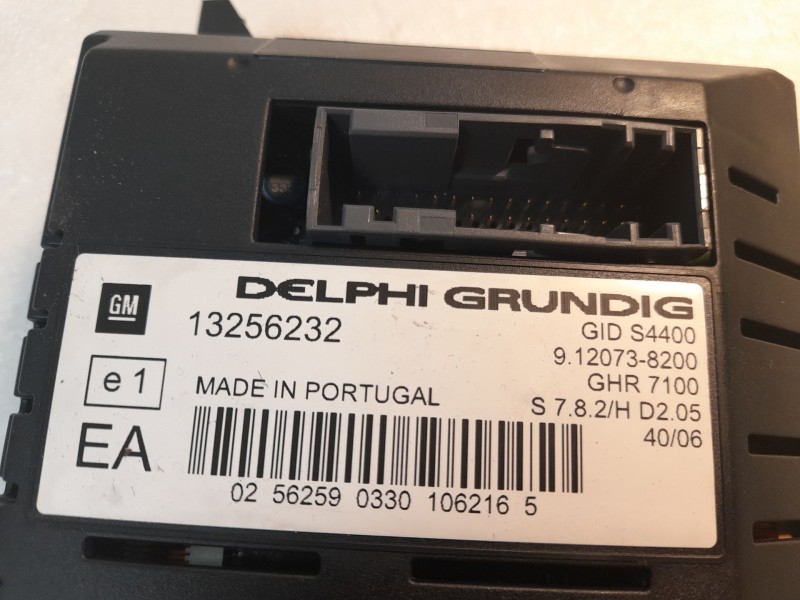 GM
DELPHI GRUNDIG
13256232
GID S4400
9.12073-8200
e 1
GHR 7100
MADE IN PORTUGAL
S 7.8.2/H D2.05
EA
40/06
02 56259 0330 106216 5